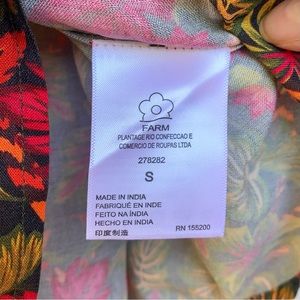 FARM
PLANTAGE RIO CONFECCAO E
COMERCIO DE ROUPAS LTDA
278282
S
MADE IN INDIA
FABRIQUÉ EN INDE
FEITO NA ÍNDIA
HECHO EN INDIA
印度制造
RN 155200